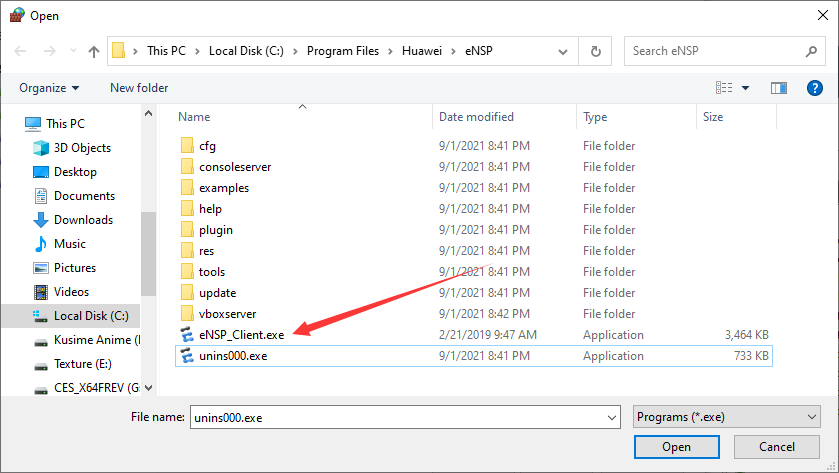 Open
This PC > Local Disk (C:) > Program Files > Huawei > eNSP
Search eNSP
Organize
New folder
Name
Date modified
Type
Size
This PC
3D Objects
Desktop
Documents
Downloads
Music
Pictures
Videos
Local Disk (C:)
Kusime Anime (
Texture (E:)
CES_X64FREV (G
cfg 9/1/2021 8:41 PM File folder
consoleserver 9/1/2021 8:41 PM File folder
examples 9/1/2021 8:41 PM File folder
help 9/1/2021 8:41 PM File folder
plugin 9/1/2021 8:41 PM File folder
res 9/1/2021 8:41 PM File folder
tools 9/1/2021 8:41 PM File folder
update 9/1/2021 8:41 PM File folder
vboxserver 9/1/2021 8:42 PM File folder
eNSP_Client.exe 2/21/2019 9:47 AM Application 3,464 KB
unins000.exe 9/1/2021 8:41 PM Application 733 KB
File name: unins000.exe
Programs (*.exe)
Open
Cancel